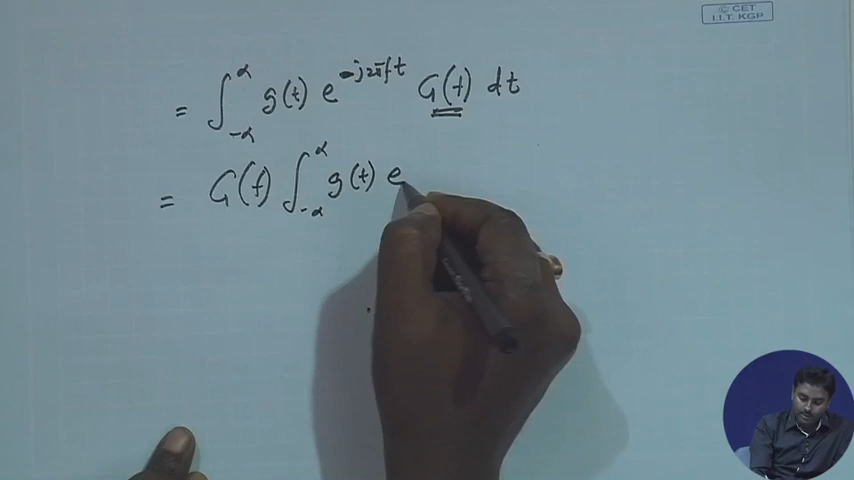 © CET
I.I.T. KGP
= ∫_{-α}^{α} g(t) e^{-j2πft} G(f) dt
= G(f) ∫_{-α}^{α} g(t) e